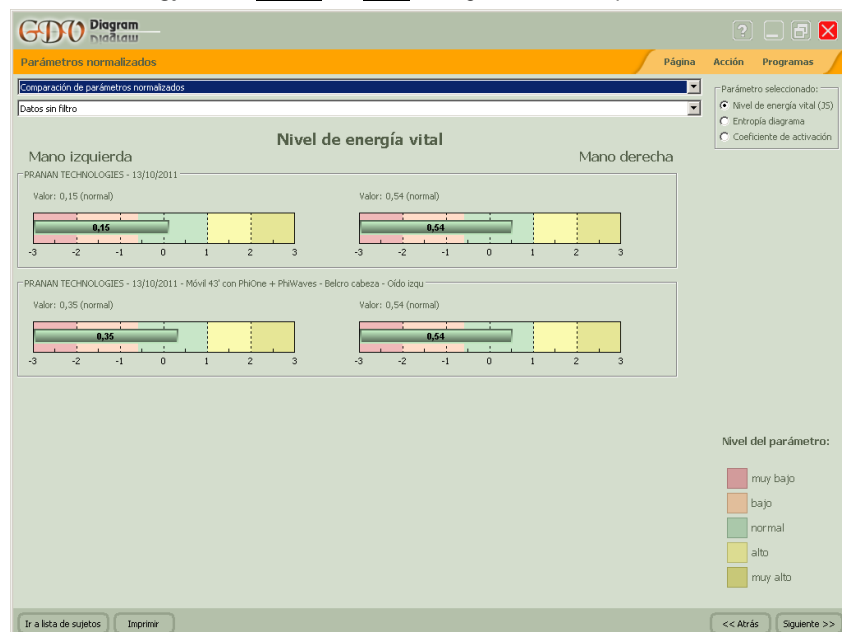 GDV Diagram
Parámetros normalizados
Página Acción Programas
Comparación de parámetros normalizados
Datos sin filtro
Parámetro seleccionado:
Nivel de energía vital (JS)
Entropía diagrama
Coeficiente de activación
Nivel de energía vital
Mano izquierda Mano derecha
PRANAN TECHNOLOGIES - 13/10/2011
Valor: 0,15 (normal) Valor: 0,54 (normal)
0,15 0,54
-3 -2 -1 0 1 2 3 -3 -2 -1 0 1 2 3
PRANAN TECHNOLOGIES - 13/10/2011 - Móvil 43' con PhiOne + PhiWaves - Belcro cabeza - Oído izqu
Valor: 0,35 (normal) Valor: 0,54 (normal)
0,35 0,54
-3 -2 -1 0 1 2 3 -3 -2 -1 0 1 2 3
Nivel del parámetro:
muy bajo
bajo
normal
alto
muy alto
Ir a lista de sujetos Imprimir << Atrás Siguiente >>